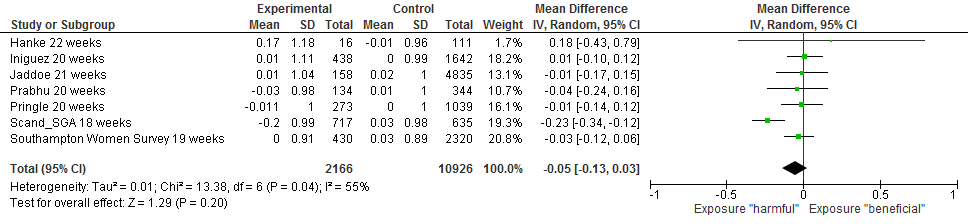 Experimental Control Mean Difference Mean Difference
Study or Subgroup Mean SD Total Mean SD Total Weight IV, Random, 95% CI IV, Random, 95% CI
Hanke 22 weeks 0.17 1.18 16 -0.01 0.96 111 1.7% 0.18 [-0.43, 0.79]
Iniguez 20 weeks 0.01 1.11 438 0 0.99 1642 18.2% 0.01 [-0.10, 0.12]
Jaddoe 21 weeks 0.01 1.04 158 0.02 1 4835 13.8% -0.01 [-0.17, 0.15]
Prabhu 20 weeks -0.03 0.98 134 0.01 1 344 10.7% -0.04 [-0.24, 0.16]
Pringle 20 weeks -0.011 1 273 0 1 1039 16.1% -0.01 [-0.14, 0.12]
Scand_SGA 18 weeks -0.2 0.99 717 0.03 0.98 635 19.3% -0.23 [-0.34, -0.12]
Southampton Women Survey 19 weeks 0 0.91 430 0.03 0.89 2320 20.8% -0.03 [-0.12, 0.06]
Total (95% CI) 2166 10926 100.0% -0.05 [-0.13, 0.03]
Heterogeneity: Tau² = 0.01; Chi² = 13.38, df = 6 (P = 0.04); I² = 55%
Test for overall effect: Z = 1.29 (P = 0.20)
-1 -0.5 0 0.5 1
Exposure "harmful" Exposure "beneficial"